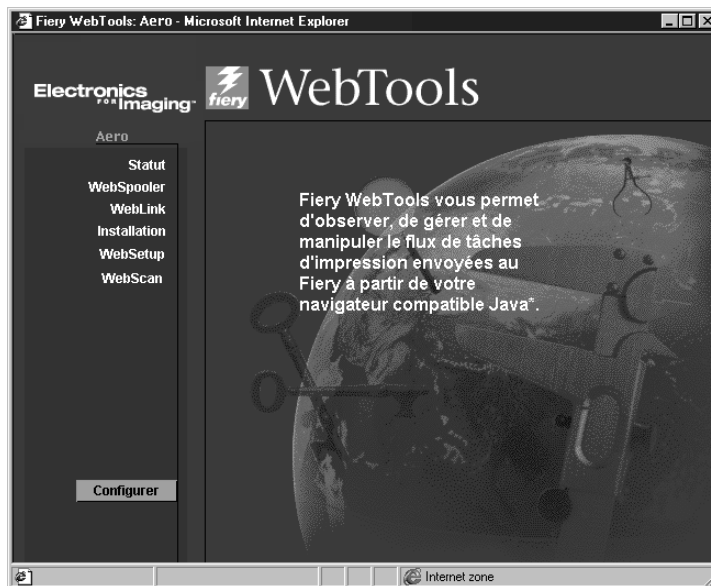 Fiery WebTools: Aero - Microsoft Internet Explorer
Electronics
FOR Imaging™
fiery
WebTools
Aero
Statut
WebSpooler
WebLink
Installation
WebSetup
WebScan
Fiery WebTools vous permet
d'observer, de gérer et de
manipuler le flux de tâches
d'impression envoyées au
Fiery à partir de votre
navigateur compatible Java*.
Configurer
Internet zone